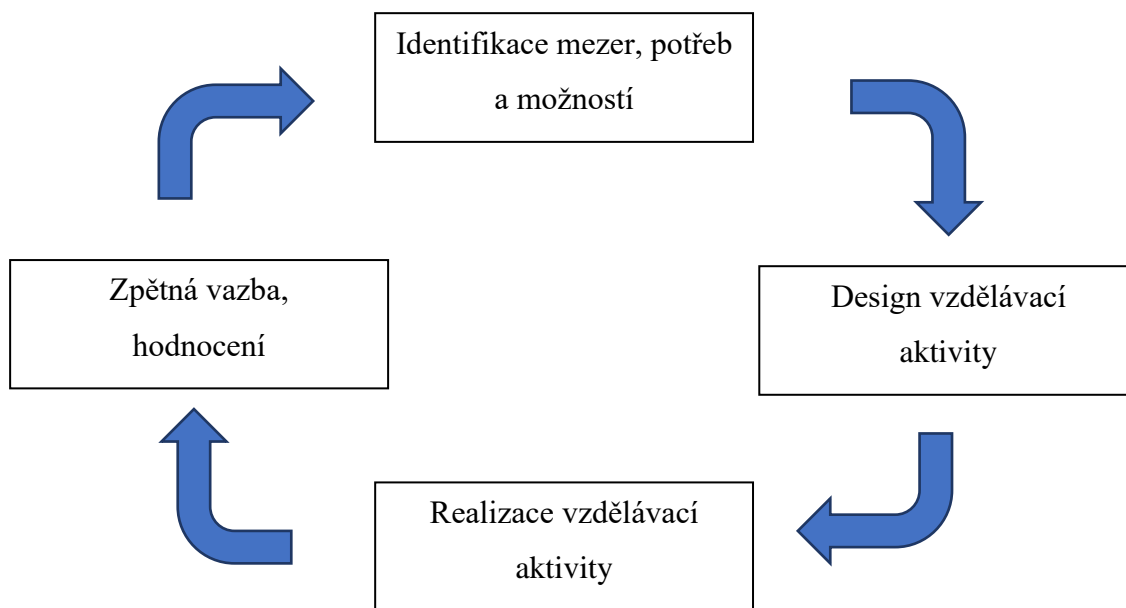 Identifikace mezer, potřeb
a možností
Zpětná vazba,
hodnocení
Design vzdělávací
aktivity
Realizace vzdělávací
aktivity